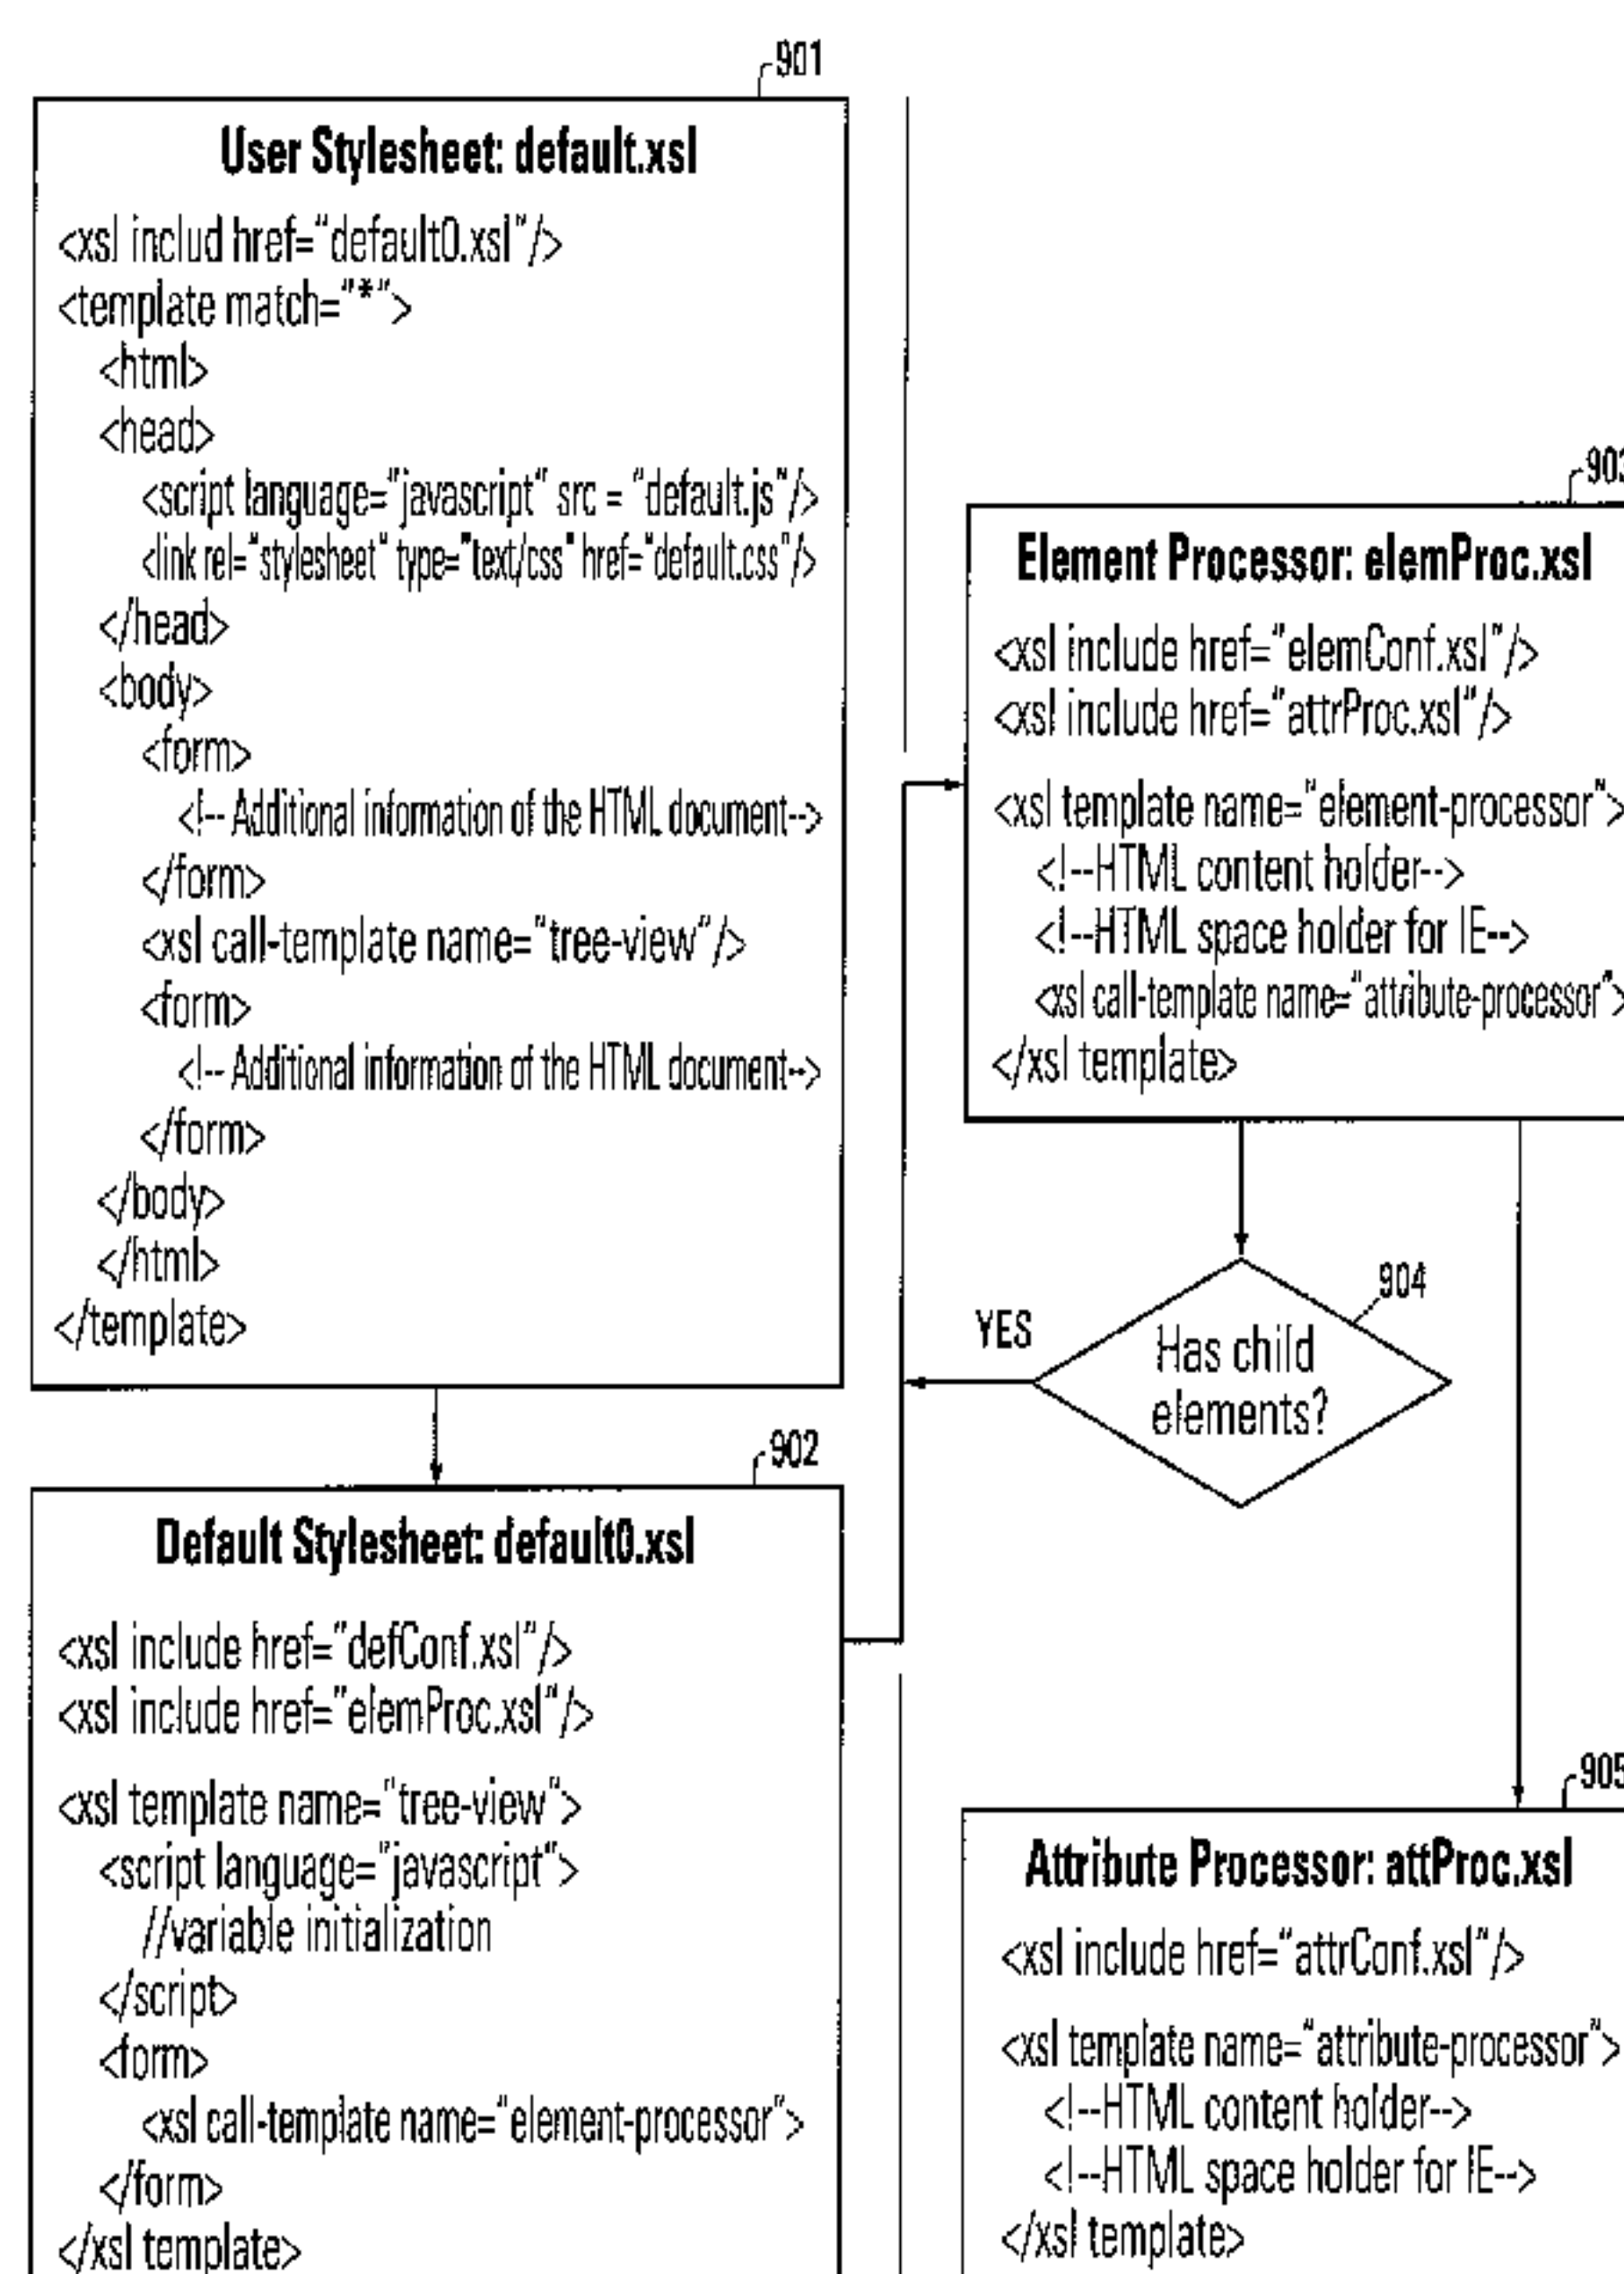 901
User Stylesheet: default.xsl
<xsl includ href="default0.xsl"/>
<template match="*">
<html>
<head>
<script language="javascript" src = "default.js"/>
<link rel="stylesheet" type="text/css" href="default.css"/>
</head>
<body>
<form>
<!-- Additional information of the HTML document-->
</form>
<xsl call-template name="tree-view"/>
<form>
<!-- Additional information of the HTML document-->
</form>
</body>
</html>
</template>
902
Default Stylesheet: default0.xsl
<xsl include href="defConf.xsl"/>
<xsl include href="elemProc.xsl"/>
<xsl template name="tree-view">
<script language="javascript">
//variable initialization
</script>
<form>
<xsl call-template name="element-processor">
</form>
</xsl template>
903
Element Processor: elemProc.xsl
<xsl include href="elemConf.xsl"/>
<xsl include href="attrProc.xsl"/>
<xsl template name="element-processor">
<!--HTML content holder-->
<!--HTML space holder for IE-->
<xsl call-template name="attribute-processor">
</xsl template>
904
YES
Has child
elements?
905
Attribute Processor: attProc.xsl
<xsl include href="attrConf.xsl"/>
<xsl template name="attribute-processor">
<!--HTML content holder-->
<!--HTML space holder for IE-->
</xsl template>